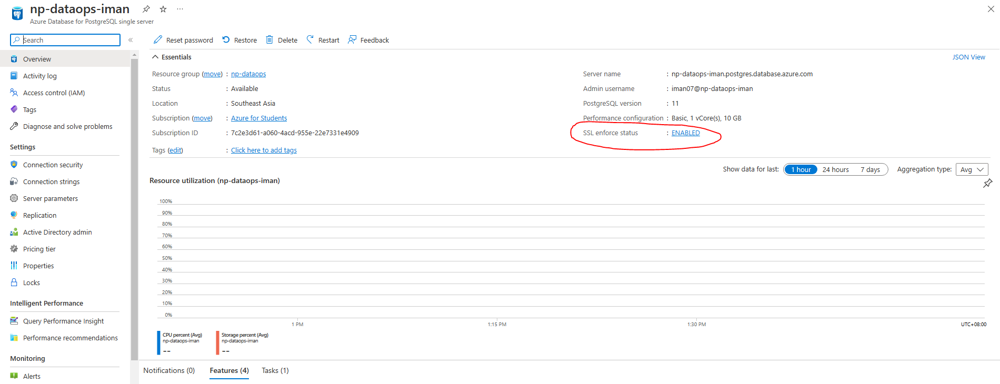 np-dataops-iman
Azure Database for PostgreSQL single server
Search
Overview
Activity log
Access control (IAM)
Tags
Diagnose and solve problems
Settings
Connection security
Connection strings
Server parameters
Replication
Active Directory admin
Pricing tier
Properties
Locks
Intelligent Performance
Query Performance Insight
Performance recommendations
Monitoring
Alerts
Reset password Restore Delete Restart Feedback
Essentials JSON View
Resource group (move) : np-dataops
Status : Available
Location : Southeast Asia
Subscription (move) : Azure for Students
Subscription ID : 7c2e3d61-a060-4acd-955e-22e7331e4909
Tags (edit) : Click here to add tags
Server name : np-dataops-iman.postgres.database.azure.com
Admin username : iman07@np-dataops-iman
PostgreSQL version : 11
Performance configuration : Basic, 1 vCore(s), 10 GB
SSL enforce status : ENABLED
Show data for last: 1 hour 24 hours 7 days Aggregation type: Avg
Resource utilization (np-dataops-iman)
100%
90%
80%
70%
60%
50%
40%
30%
20%
10%
0%
1 PM 1:15 PM 1:30 PM UTC+08:00
CPU percent (Avg)
np-dataops-iman
--
Storage percent (Avg)
np-dataops-iman
--
Notifications (0) Features (4) Tasks (1)